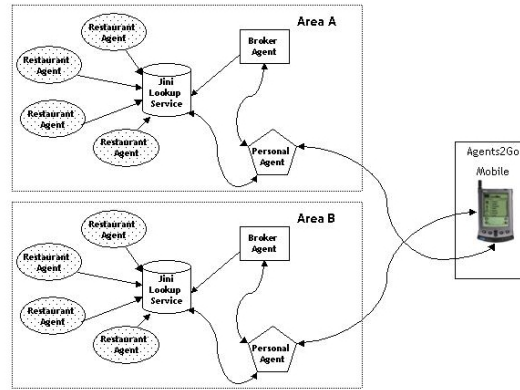 Area A
Restaurant
Agent
Restaurant
Agent
Restaurant
Agent
Restaurant
Agent
Jini
Lookup
Service
Broker
Agent
Personal
Agent
Agents2Go
Mobile
Area B
Restaurant
Agent
Restaurant
Agent
Restaurant
Agent
Restaurant
Agent
Jini
Lookup
Service
Broker
Agent
Personal
Agent